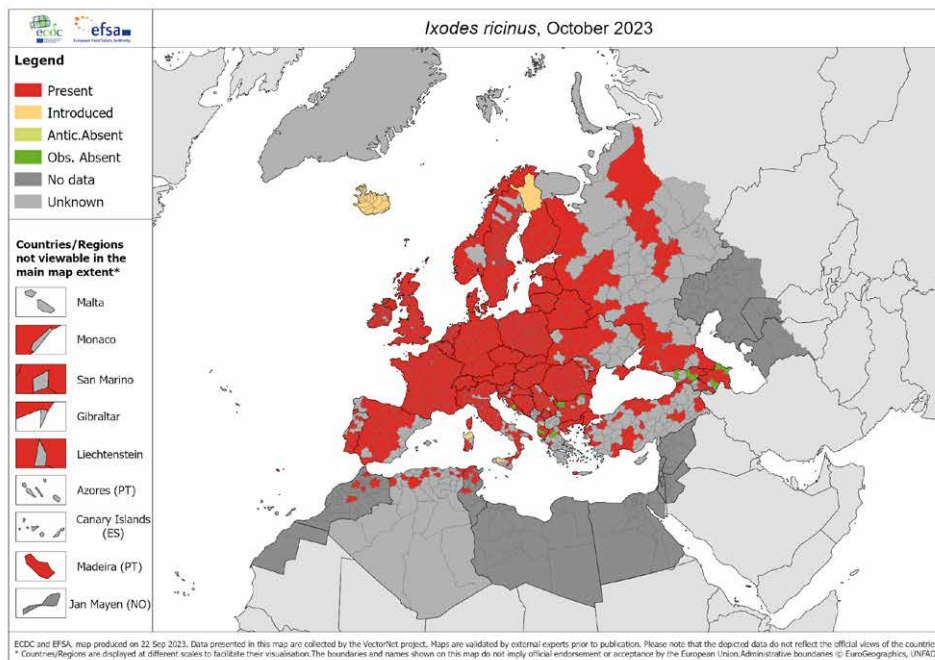 ecdc
efsa
European Food Safety Authority
Ixodes ricinus, October 2023
Legend
Present
Introduced
Antic.Absent
Obs. Absent
No data
Unknown
Countries/Regions
not viewable in the
main map extent*
Malta
Monaco
San Marino
Gibraltar
Liechtenstein
Azores (PT)
Canary Islands
(ES)
Madeira (PT)
Jan Mayen (NO)
ECDC and EFSA, map produced on 22 Sep 2023. Data presented in this map are collected by the VectorNet project. Maps are validated by external experts prior to publication. Please note that the depicted data do not reflect the official views of the countries
* Countries/Regions are displayed at different scales to facilitate their visualisation.The boundaries and names shown on this map do not imply official endorsement or acceptance by the European Union.Administrative boundaries © EuroGeographics, UNFAO